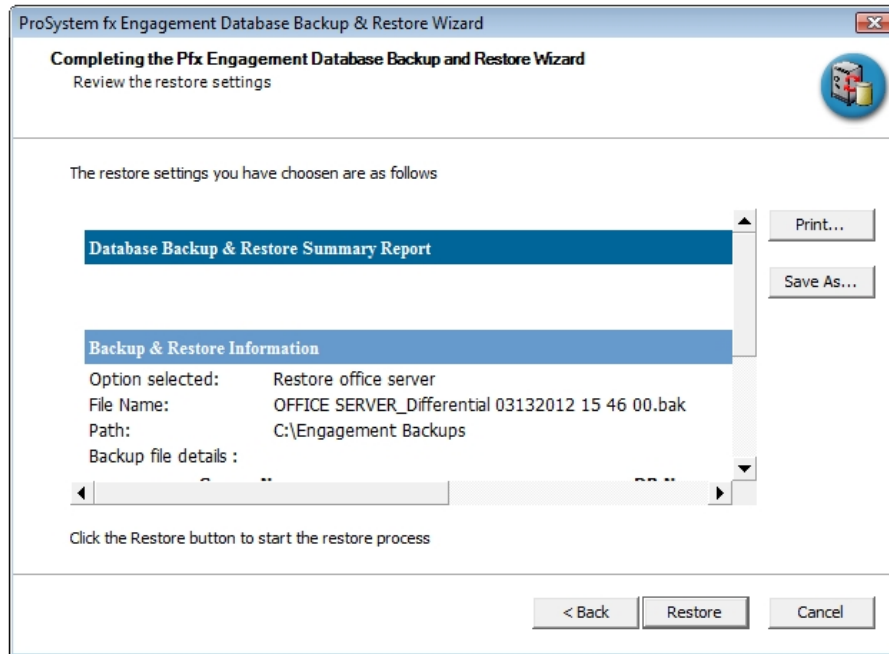 ProSystem fx Engagement Database Backup & Restore Wizard
Completing the Pfx Engagement Database Backup and Restore Wizard
Review the restore settings
The restore settings you have choosen are as follows
Print...
Database Backup & Restore Summary Report
Save As...
Backup & Restore Information
Option selected: Restore office server
File Name: OFFICE SERVER_Differential 03132012 15 46 00.bak
Path: C:\Engagement Backups
Backup file details :
Click the Restore button to start the restore process
< Back Restore Cancel